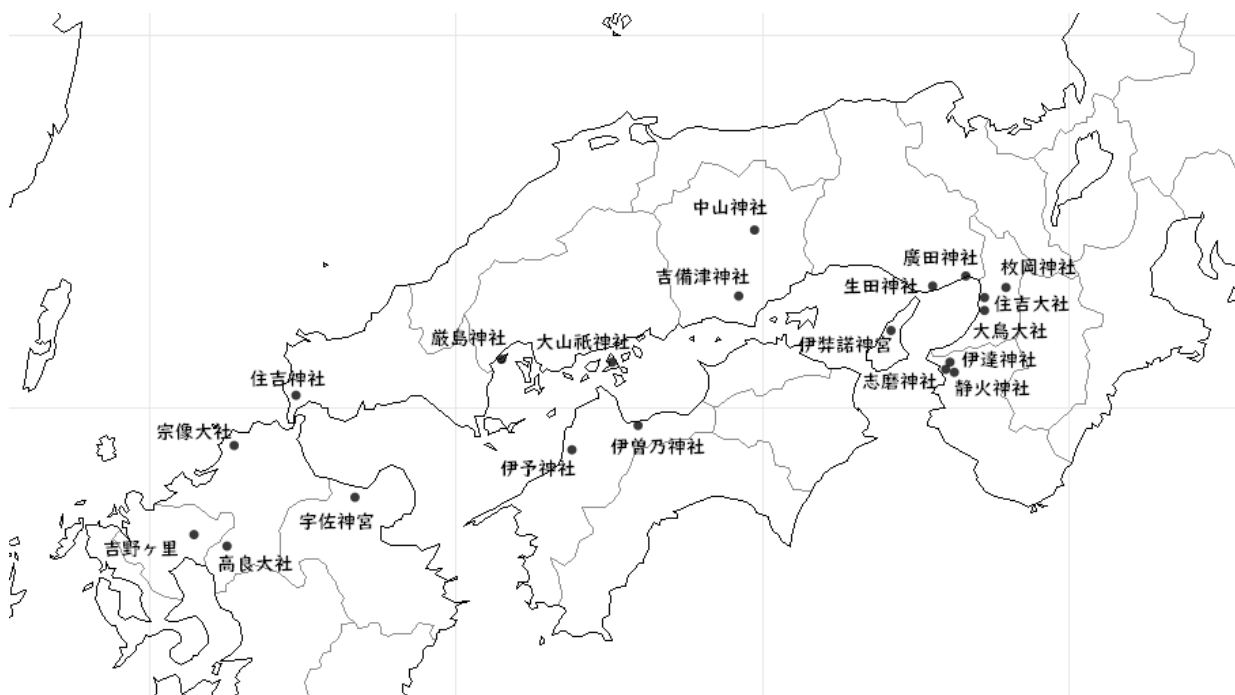 中山神社
廣田神社
枚岡神社
吉備津神社
生田神社
住吉大社
大鳥大社
厳島神社
大山祇神社
伊弉諾神宮
伊達神社
住吉神社
志磨神社
静火神社
宗像大社
伊曽乃神社
伊予神社
宇佐神宮
吉野ヶ里
高良大社